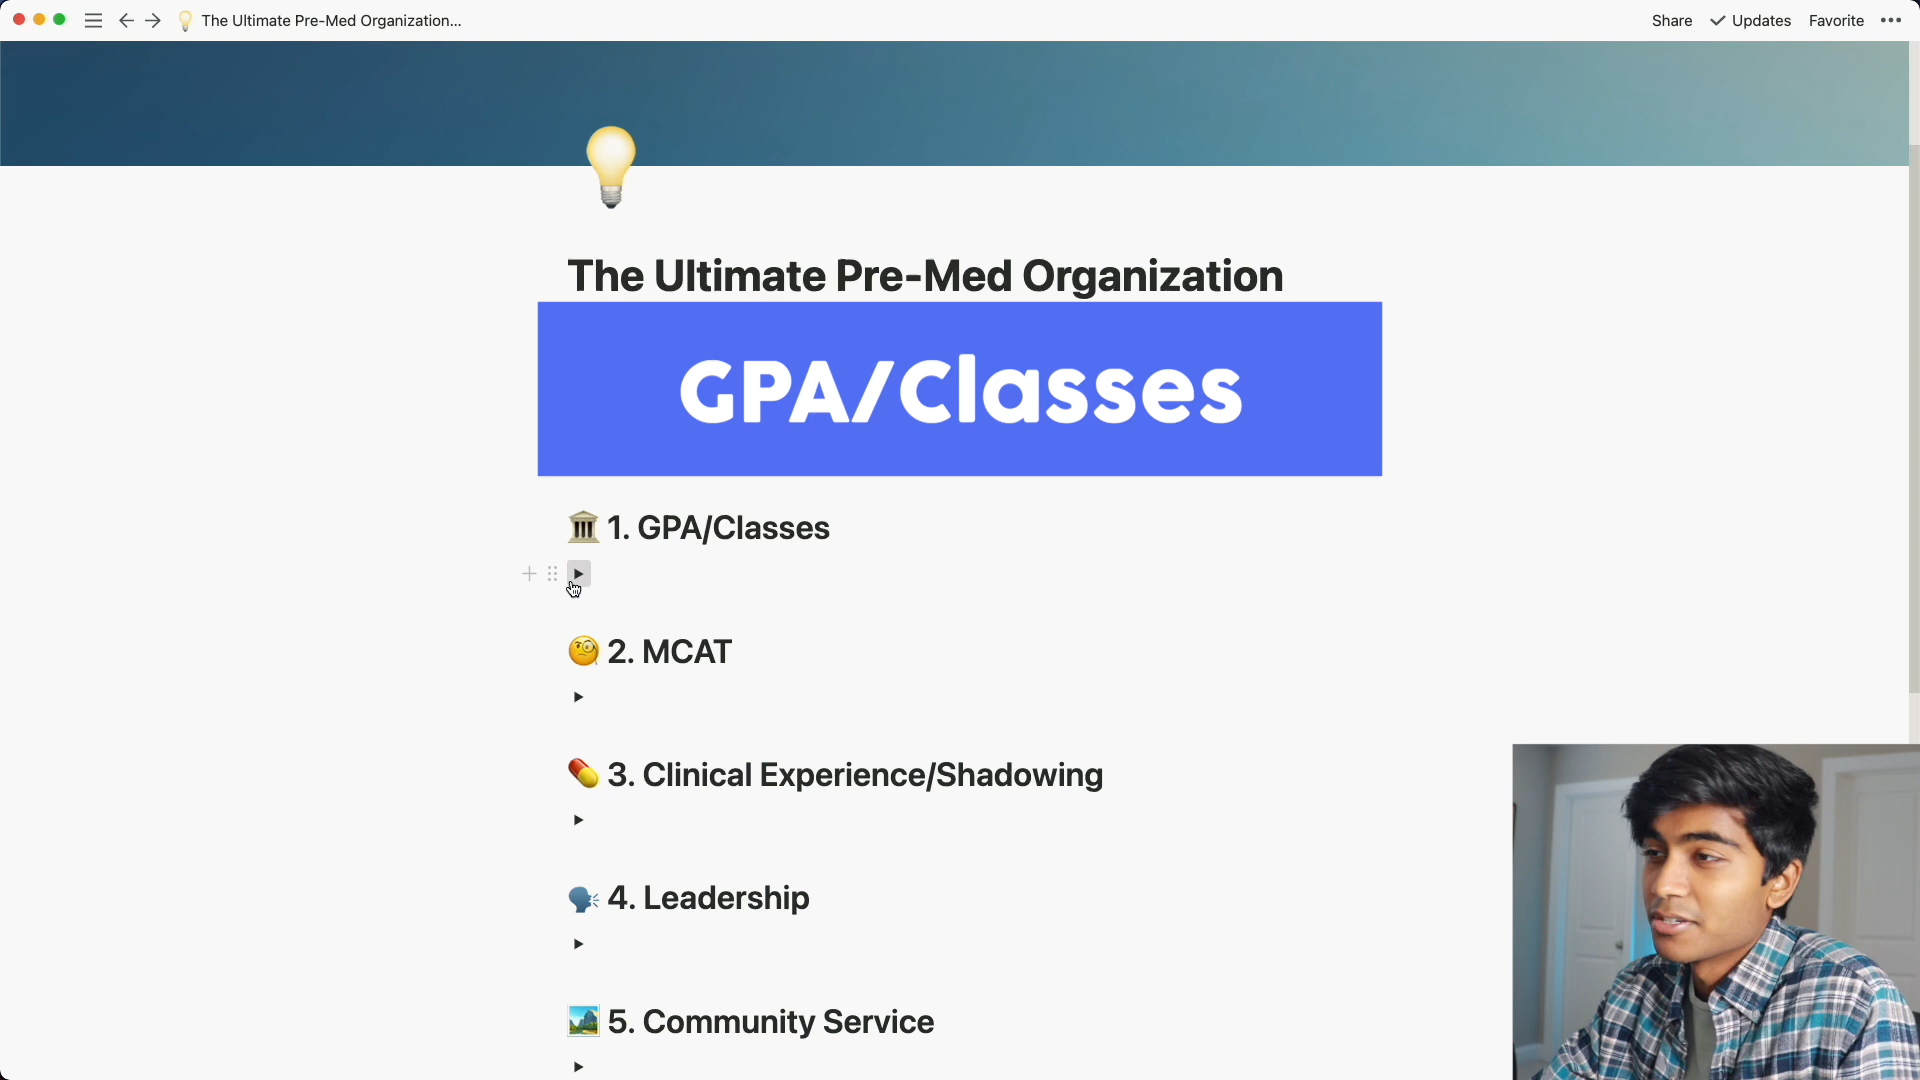 The Ultimate Pre-Med Organization...
Share Updates Favorite
The Ultimate Pre-Med Organization
GPA/Classes
1. GPA/Classes
2. MCAT
3. Clinical Experience/Shadowing
4. Leadership
5. Community Service